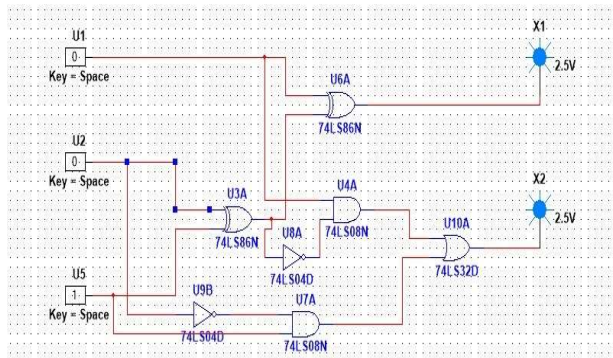 X1
2.5V
U1
0
Key = Space
U6A
74LS86N
U2
0
Key = Space
X2
2.5V
U3A
74LS86N
U4A
74LS08N
U8A
74LS04D
U10A
74LS32D
U5
1
Key = Space
U9B
74LS04D
U7A
74LS08N